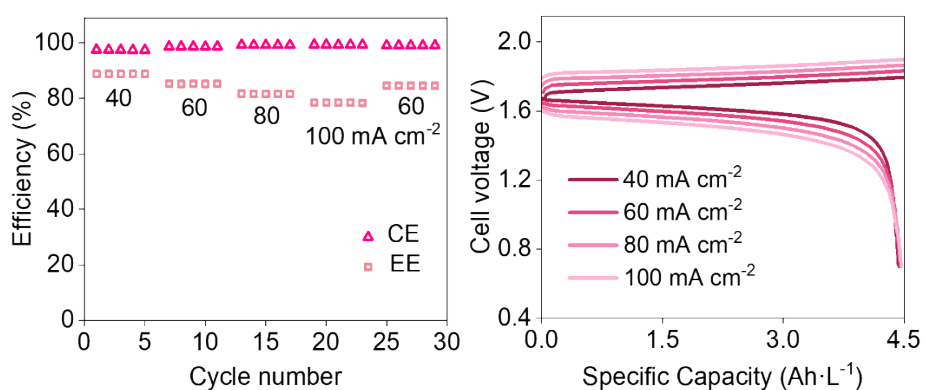 100
80
60
40
20
0
40
60
80
100 mA cm-2
60
CE
EE
0
5
10
15
20
25
30
Efficiency (%)
Cycle number
2.0
1.6
1.2
0.8
0.4
40 mA cm-2
60 mA cm-2
80 mA cm-2
100 mA cm-2
0.0
1.5
3.0
4.5
Cell voltage (V)
Specific Capacity (Ah·L-1)